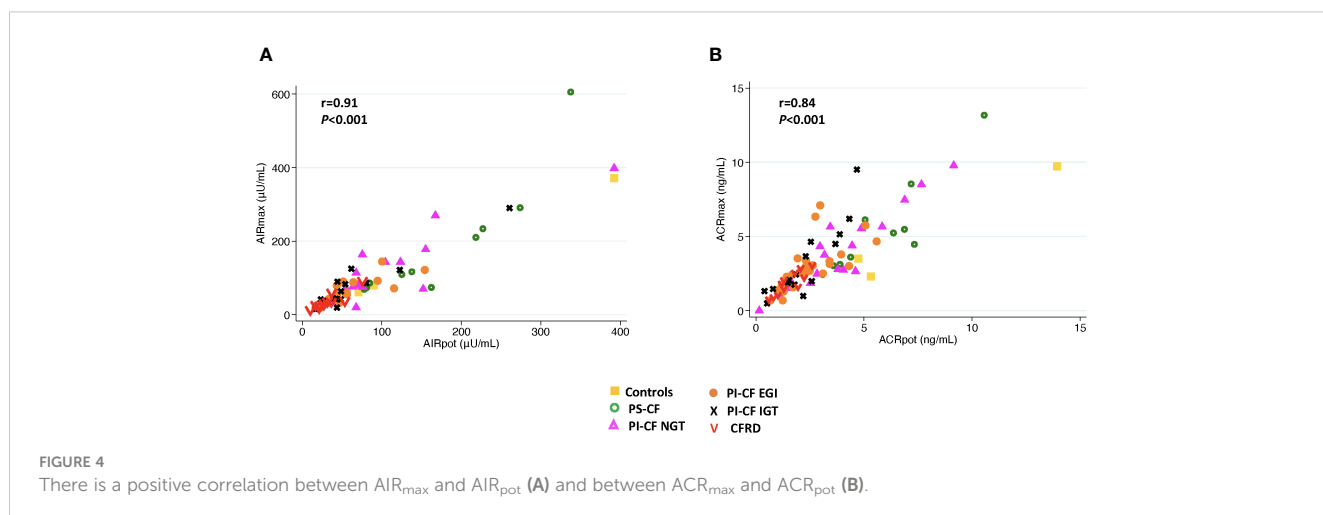 A
B
r=0.91
P<0.001
600
400
200
0
AIRmax (µU/mL)
0 100 200 300 400
AIRpot (µU/mL)
r=0.84
P<0.001
15
10
5
0
ACRmax (ng/mL)
0 5 10 15
ACRpot (ng/mL)
Controls
PS-CF
PI-CF NGT
PI-CF EGI
PI-CF IGT
CFRD
FIGURE 4
There is a positive correlation between AIRmax and AIRpot (A) and between ACRmax and ACRpot (B).